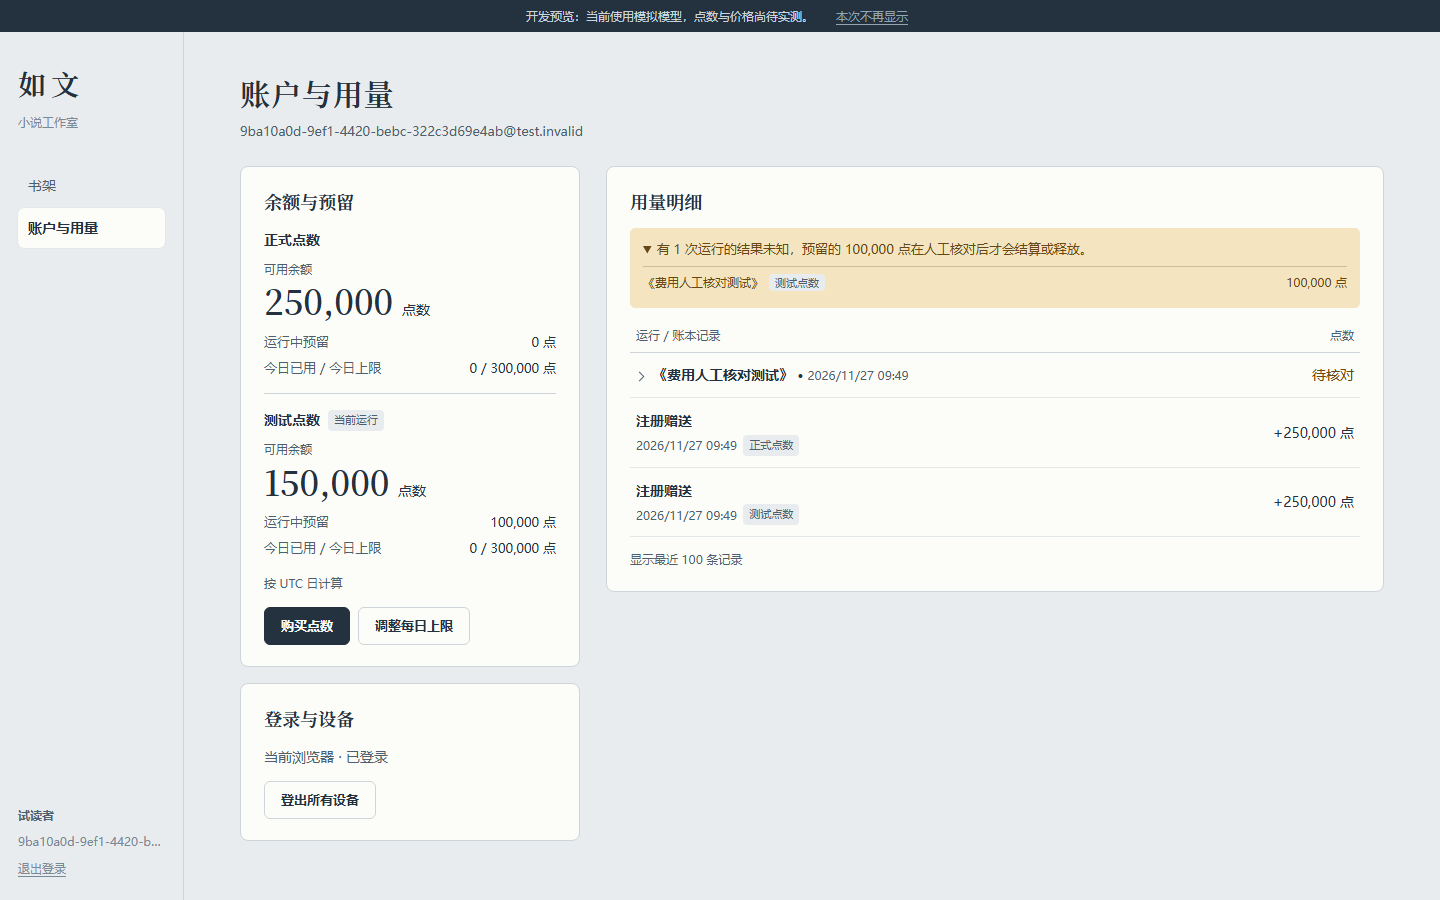 开发预览：当前使用模拟模型，点数与价格尚待实测。 本次不再显示
如文
小说工作室
书架
账户与用量
试读者
9ba10a0d-9ef1-4420-b...
退出登录
账户与用量
9ba10a0d-9ef1-4420-bebc-322c3d69e4ab@test.invalid
余额与预留
正式点数
可用余额
250,000 点数
运行中预留 0 点
今日已用 / 今日上限 0 / 300,000 点
测试点数 当前运行
可用余额
150,000 点数
运行中预留 100,000 点
今日已用 / 今日上限 0 / 300,000 点
按 UTC 日计算
购买点数 调整每日上限
登录与设备
当前浏览器 · 已登录
登出所有设备
用量明细
▼ 有 1 次运行的结果未知，预留的 100,000 点在人工核对后才会结算或释放。
《费用人工核对测试》 测试点数 100,000 点
运行 / 账本记录 点数
《费用人工核对测试》 • 2026/11/27 09:49 待核对
注册赠送
2026/11/27 09:49 正式点数 +250,000 点
注册赠送
2026/11/27 09:49 测试点数 +250,000 点
显示最近 100 条记录